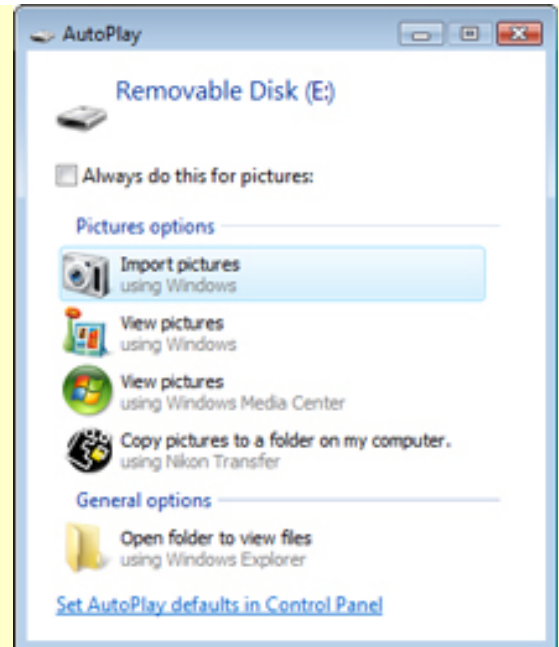 AutoPlay
Removable Disk (E:)
Always do this for pictures:
Pictures options
Import pictures
using Windows
View pictures
using Windows
View pictures
using Windows Media Center
Copy pictures to a folder on my computer.
using Nikon Transfer
General options
Open folder to view files
using Windows Explorer
Set AutoPlay defaults in Control Panel